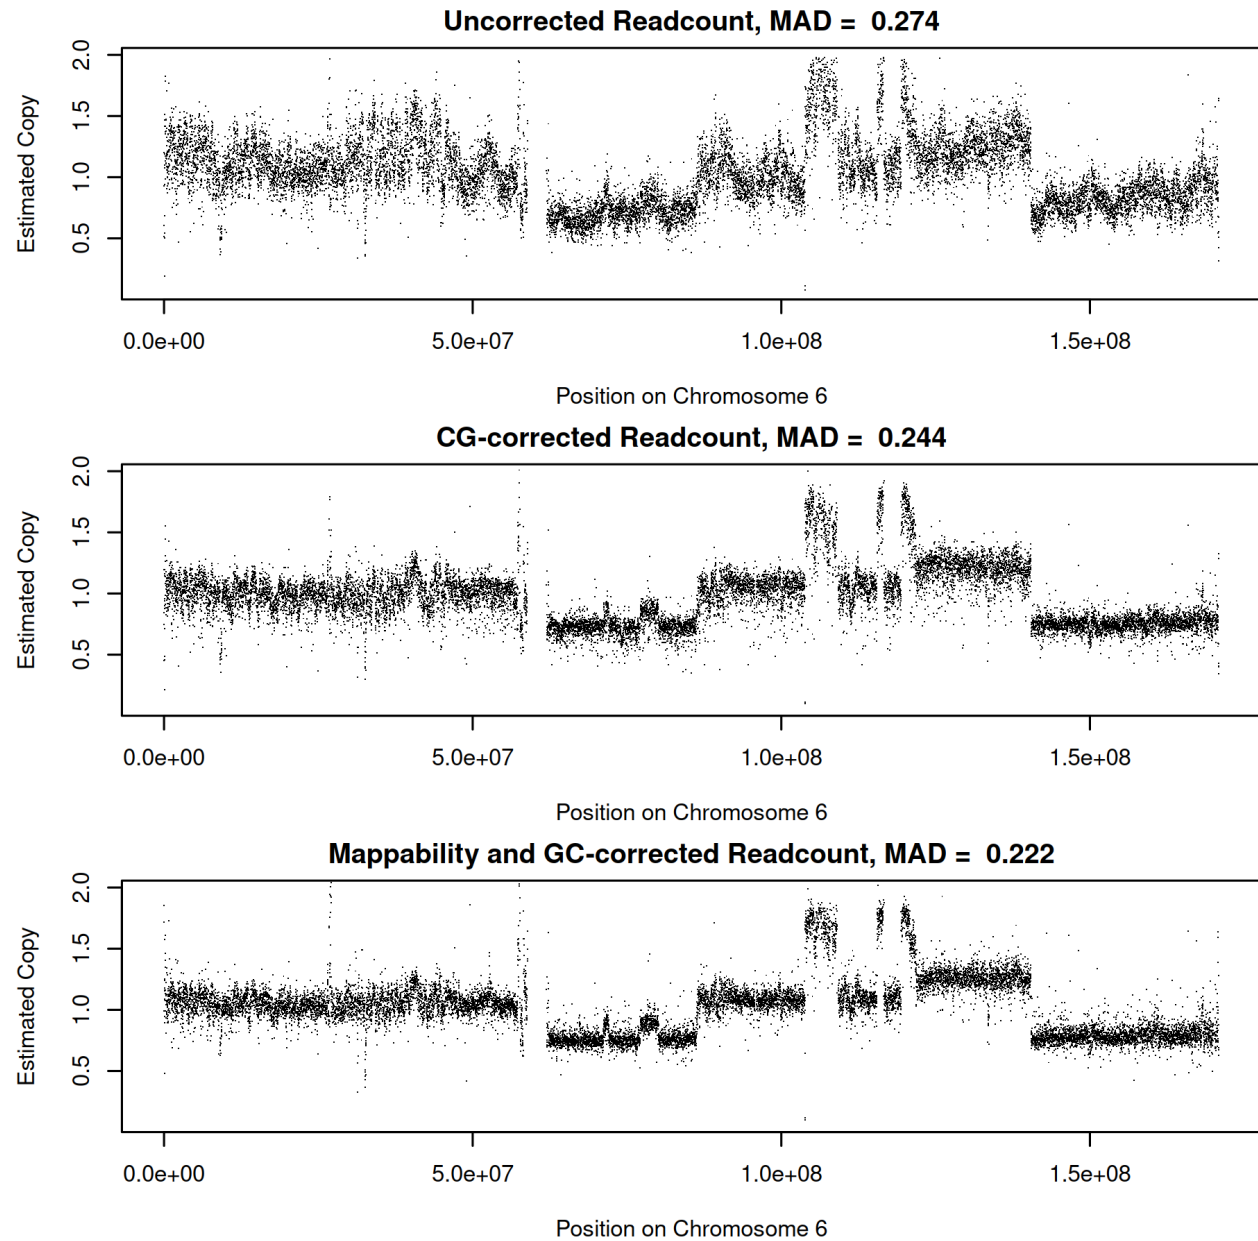 Uncorrected Readcount, MAD =  0.274
Estimated Copy
2.0
1.5
1.0
0.5
0.0e+00 5.0e+07 1.0e+08 1.5e+08
Position on Chromosome 6
CG-corrected Readcount, MAD =  0.244
Estimated Copy
2.0
1.5
1.0
0.5
0.0e+00 5.0e+07 1.0e+08 1.5e+08
Position on Chromosome 6
Mappability and GC-corrected Readcount, MAD =  0.222
Estimated Copy
2.0
1.5
1.0
0.5
0.0e+00 5.0e+07 1.0e+08 1.5e+08
Position on Chromosome 6